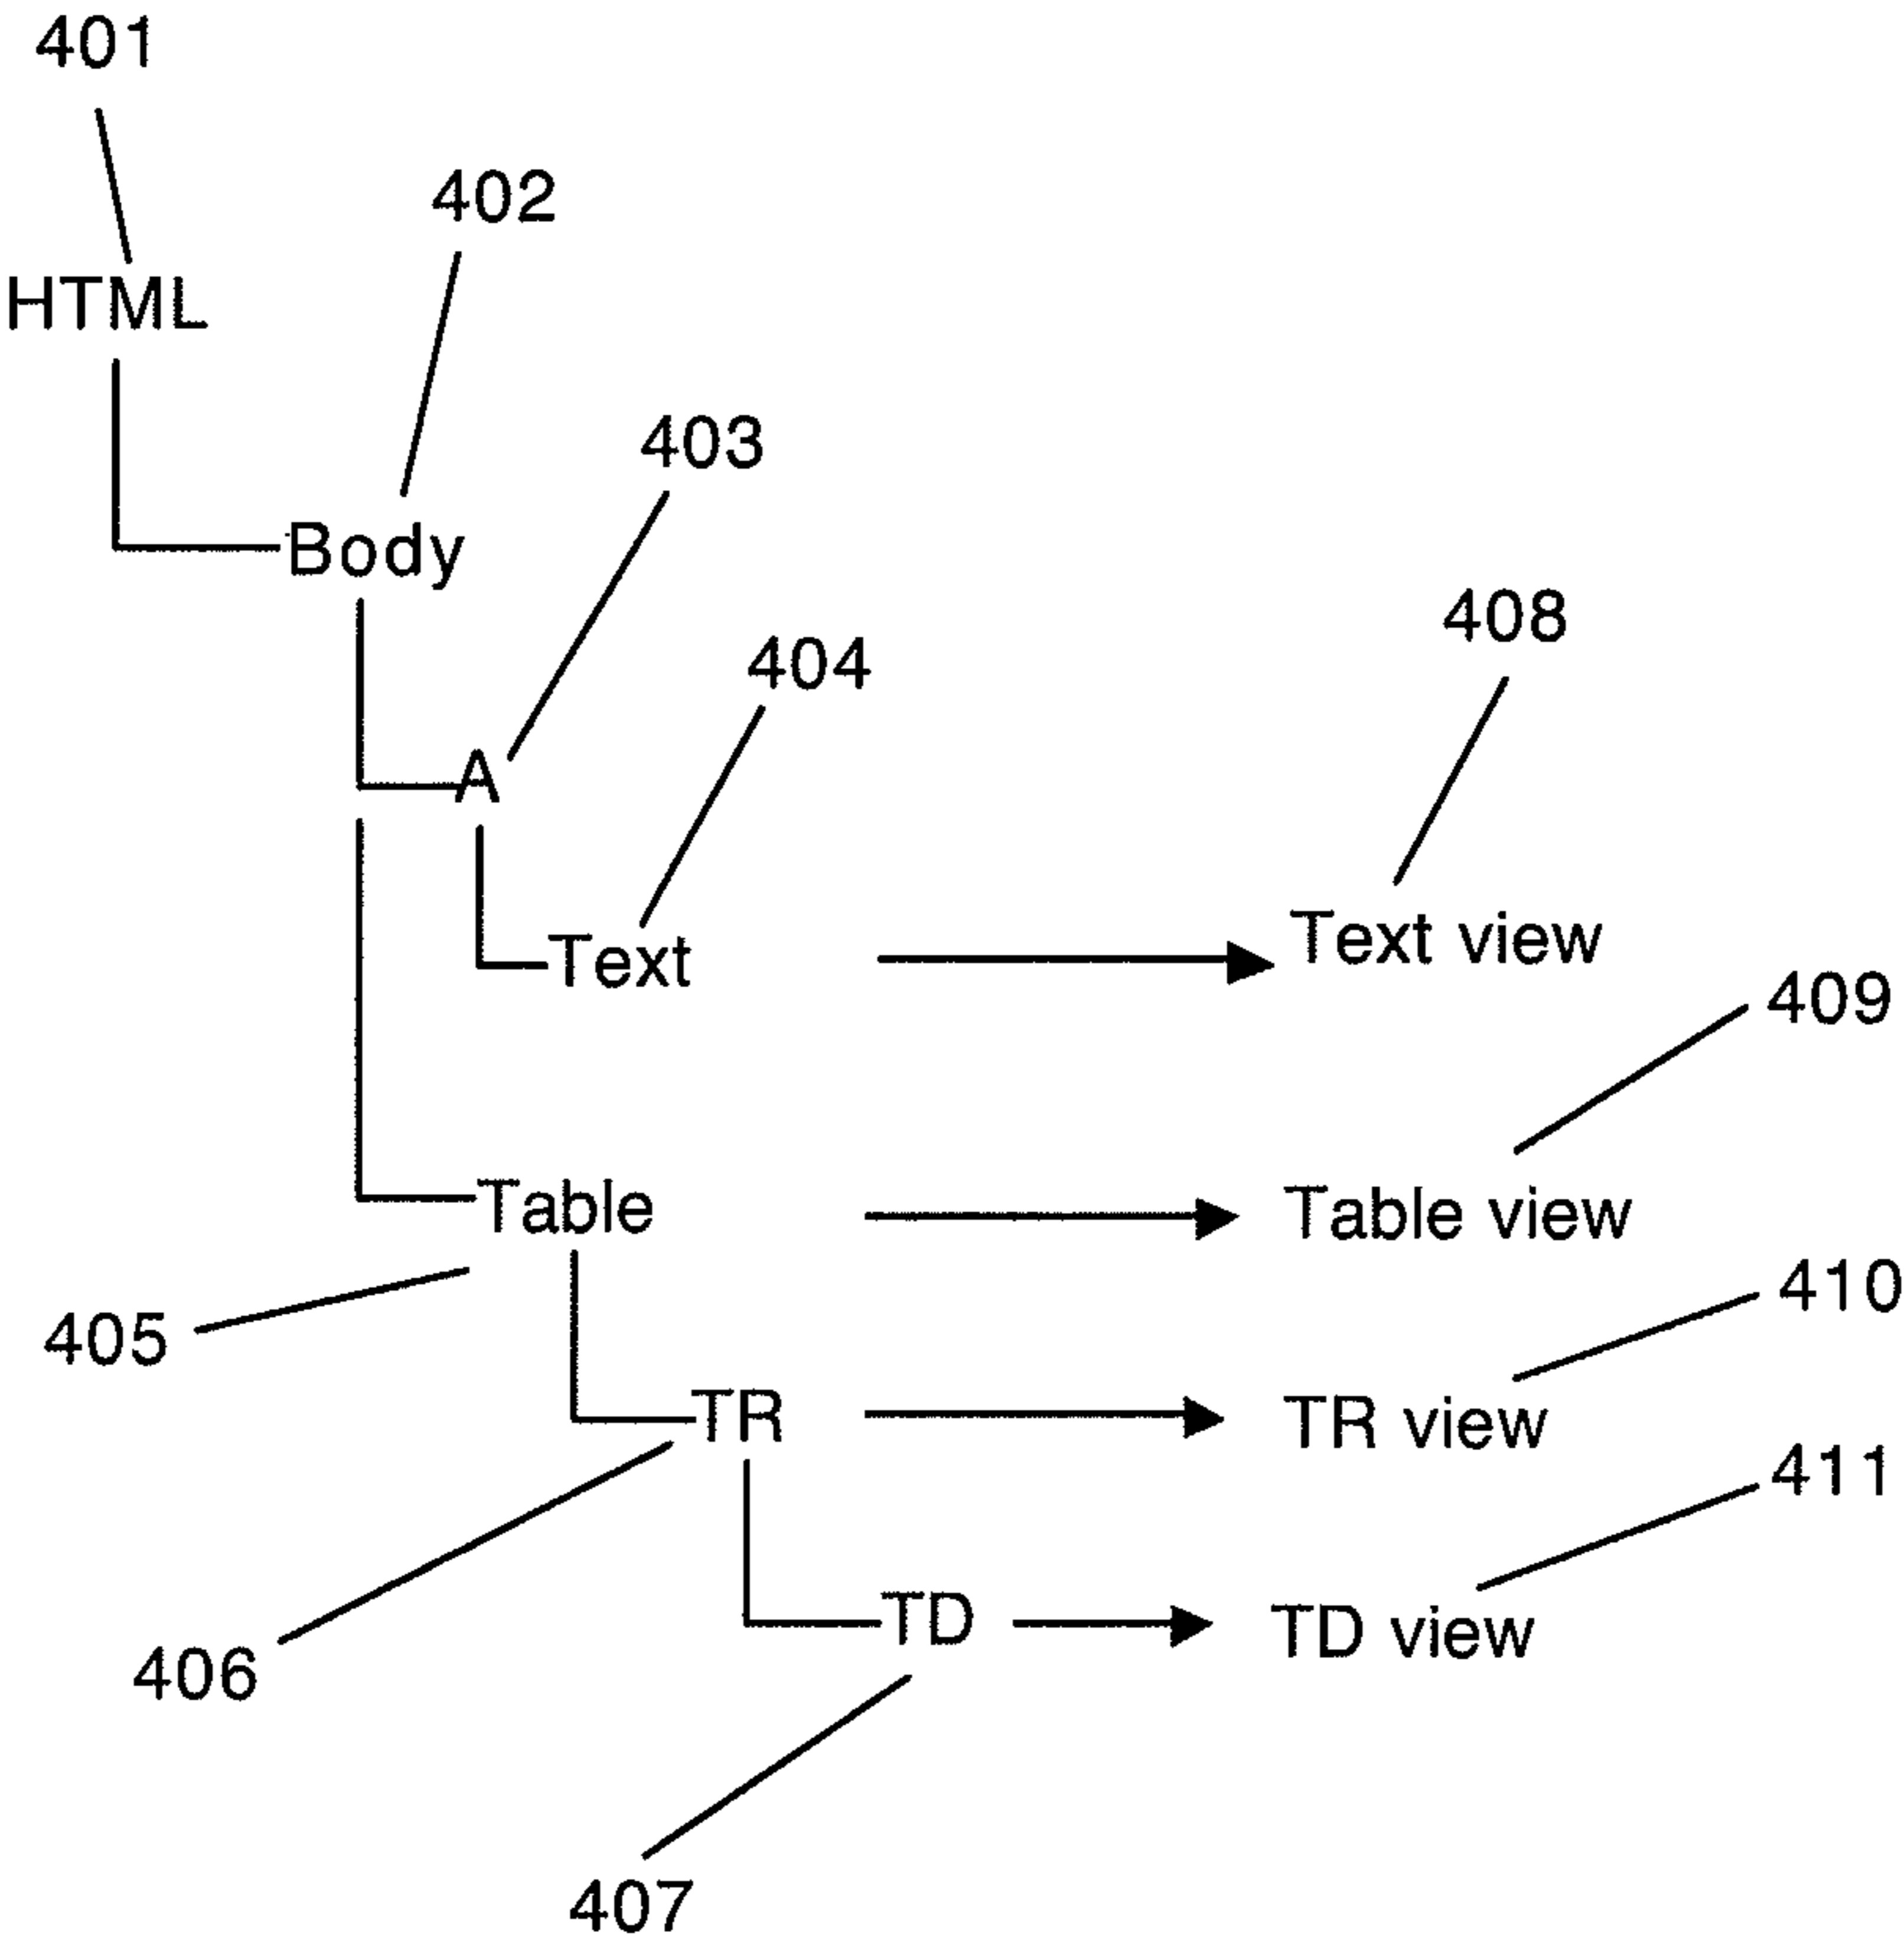 401
402
HTML
403
Body
408
404
A
Text view
Text
409
Table
Table view
410
405
TR
TR view
411
TD
TD view
406
407